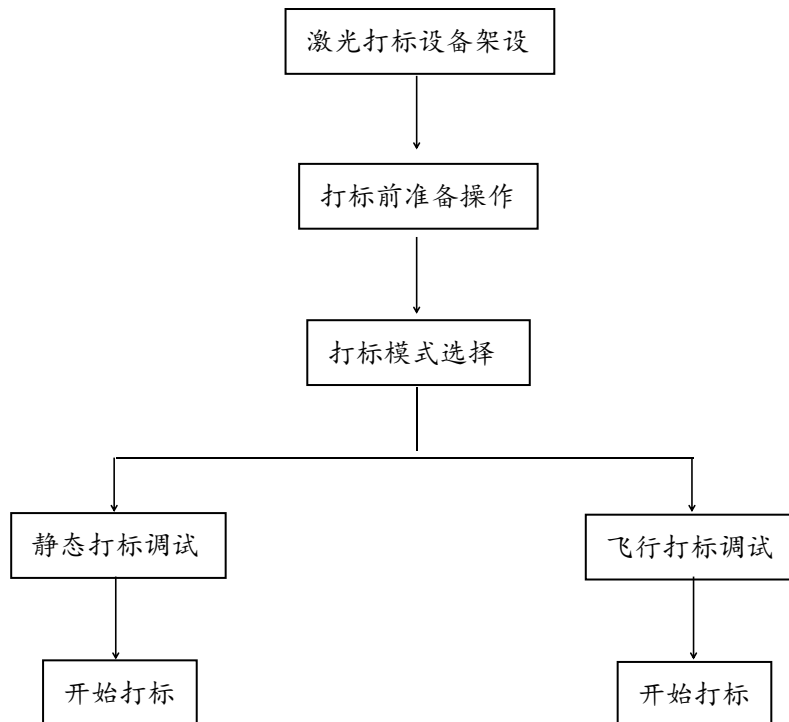 激光打标设备架设
打标前准备操作
打标模式选择
静态打标调试
飞行打标调试
开始打标
开始打标